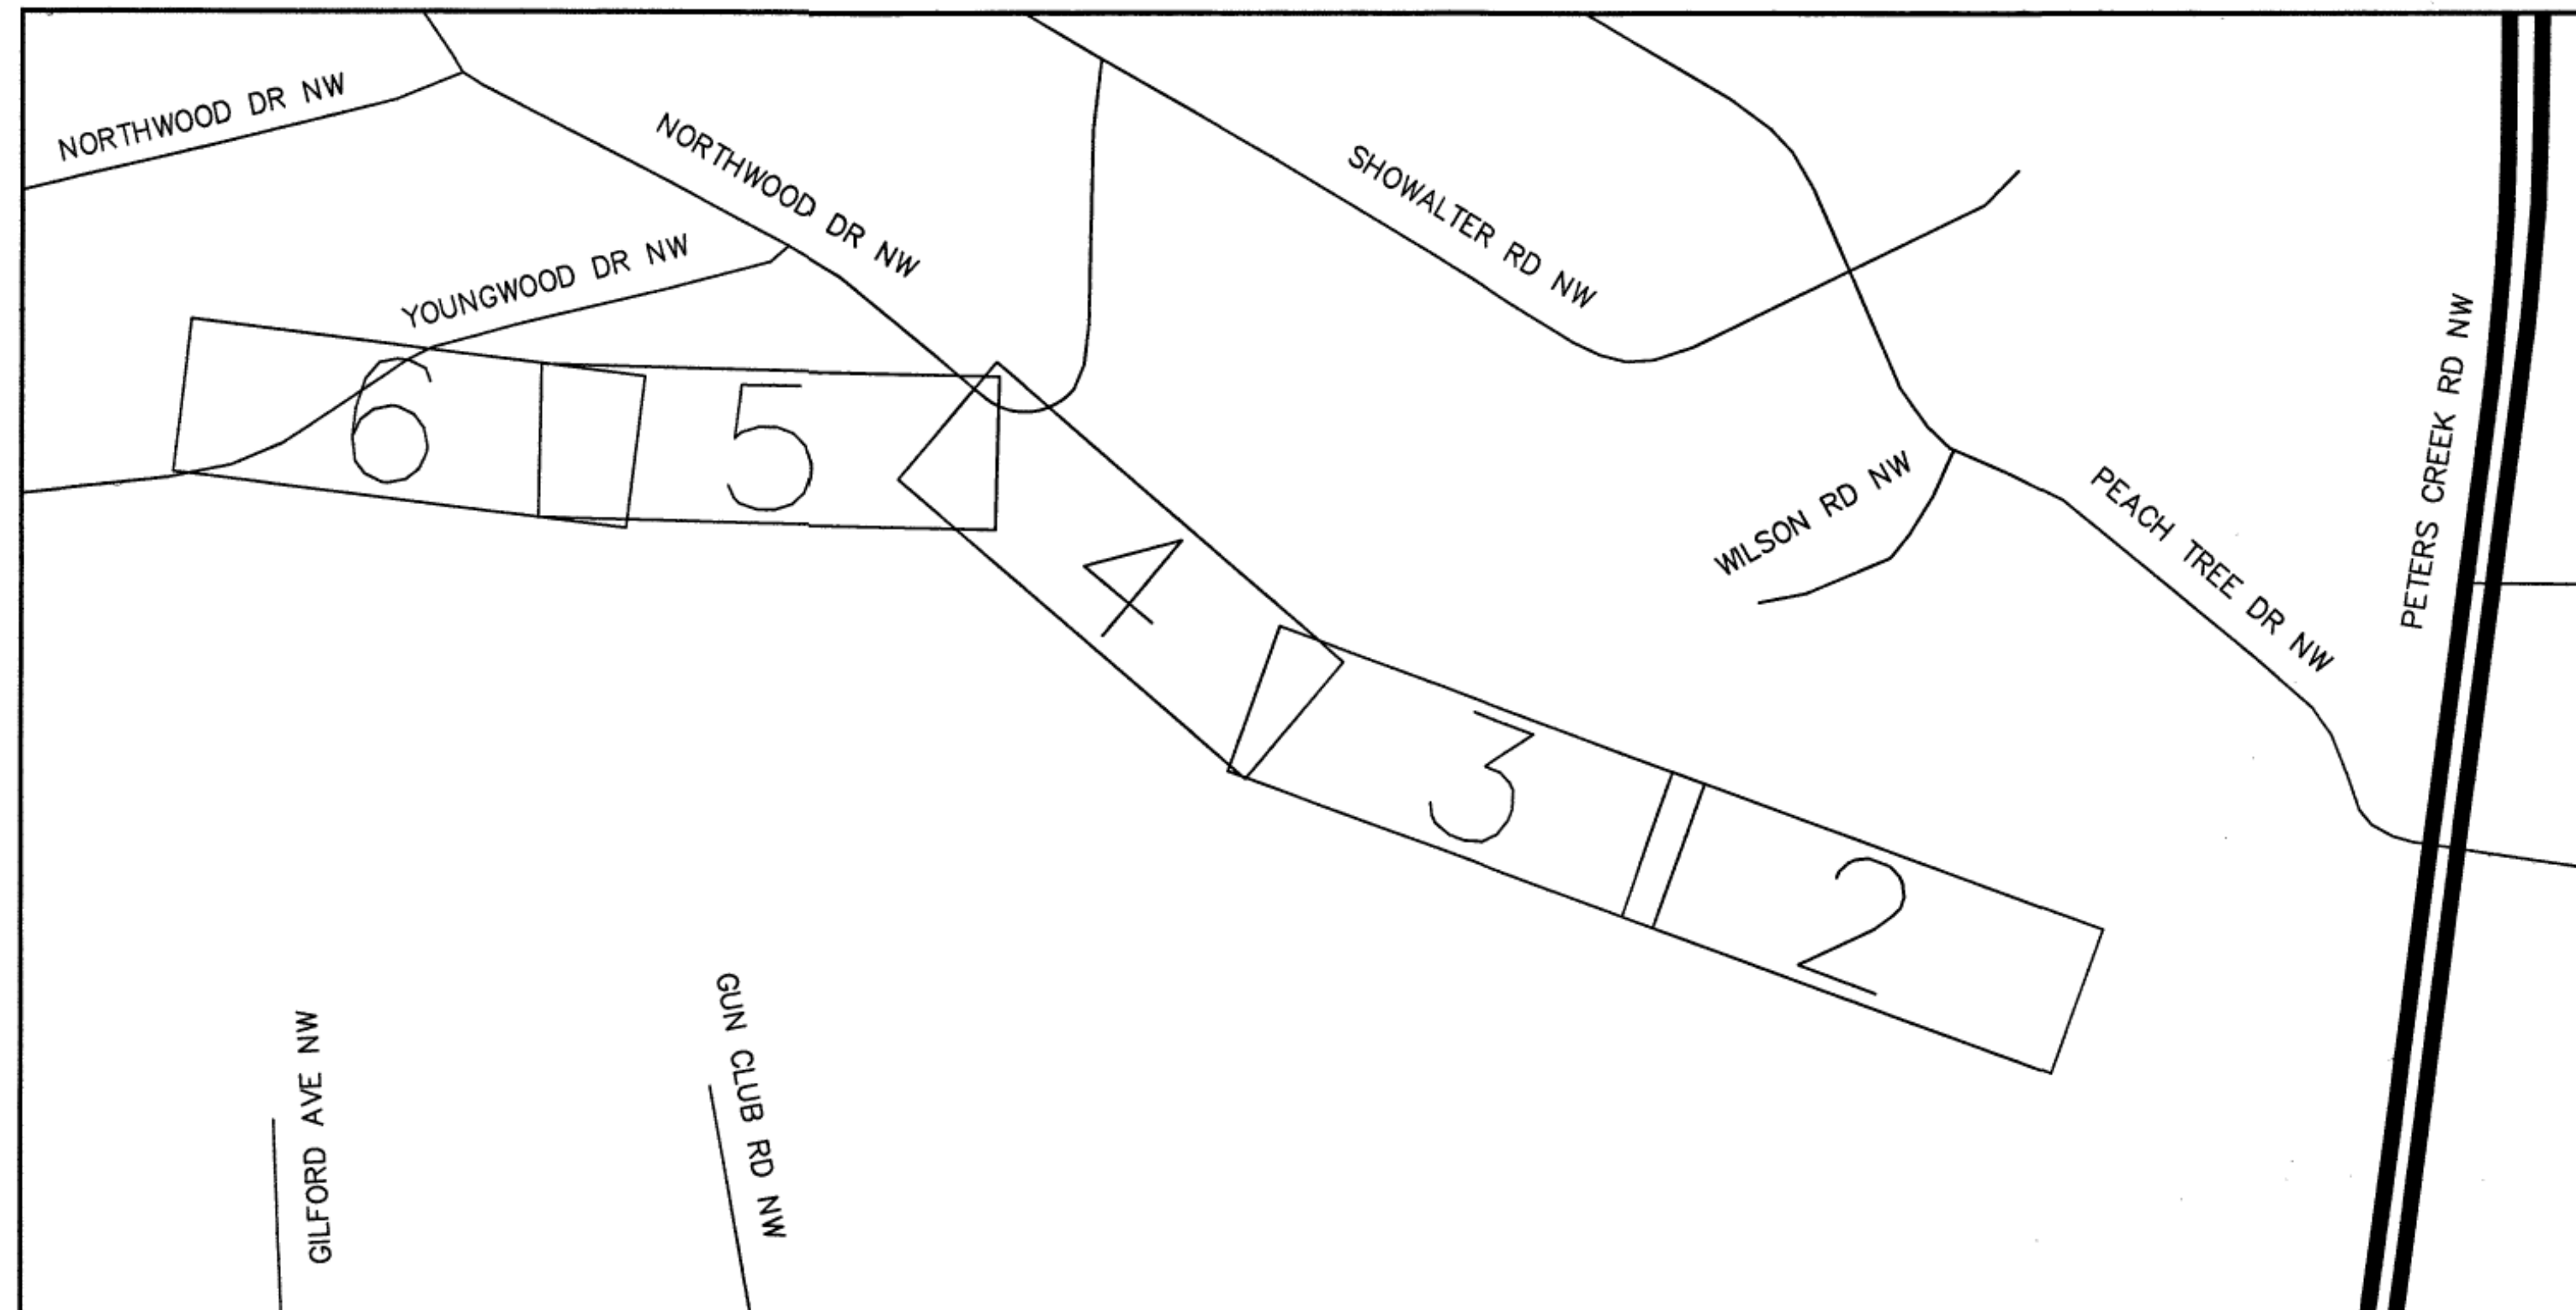 NORTHWOOD DR NW
NORTHWOOD DR NW
SHOWALTER RD NW
YOUNGWOOD DR NW
PETERS CREEK RD NW
6
5
WILSON RD NW
PEACH TREE DR NW
4
3
2
GILFORD AVE NW
GUN CLUB RD NW